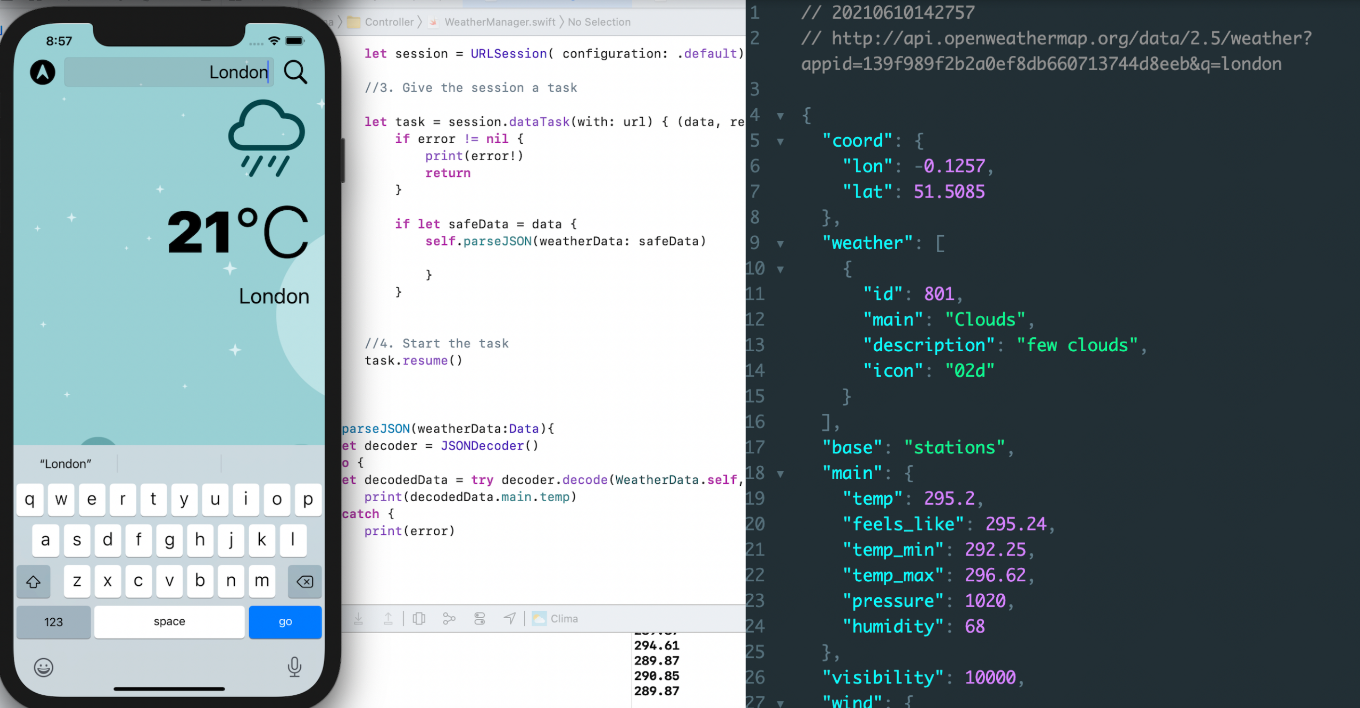 8:57
London
21°C
London
"London"
q w e r t y u i o p
a s d f g h j k l
z x c v b n m
123 space go
Controller WeatherManager.swift No Selection
let session = URLSession( configuration: .default)
//3. Give the session a task
let task = session.dataTask(with: url) { (data, re
if error != nil {
print(error!)
return
}
if let safeData = data {
self.parseJSON(weatherData: safeData)
}
}
//4. Start the task
task.resume()
parseJSON(weatherData:Data){
et decoder = JSONDecoder()
o {
et decodedData = try decoder.decode(WeatherData.self,
print(decodedData.main.temp)
catch {
print(error)
Clima
289.87
294.61
289.87
290.85
289.87
1 // 20210610142757
2 // http://api.openweathermap.org/data/2.5/weather?
appid=139f989f2b2a0ef8db660713744d8eeb&q=london
3
4 {
5 "coord": {
6 "lon": -0.1257,
7 "lat": 51.5085
8 },
9 "weather": [
10 {
11 "id": 801,
12 "main": "Clouds",
13 "description": "few clouds",
14 "icon": "02d"
15 }
16 ],
17 "base": "stations",
18 "main": {
19 "temp": 295.2,
20 "feels_like": 295.24,
21 "temp_min": 292.25,
22 "temp_max": 296.62,
23 "pressure": 1020,
24 "humidity": 68
25 },
26 "visibility": 10000,
27 "wind": {